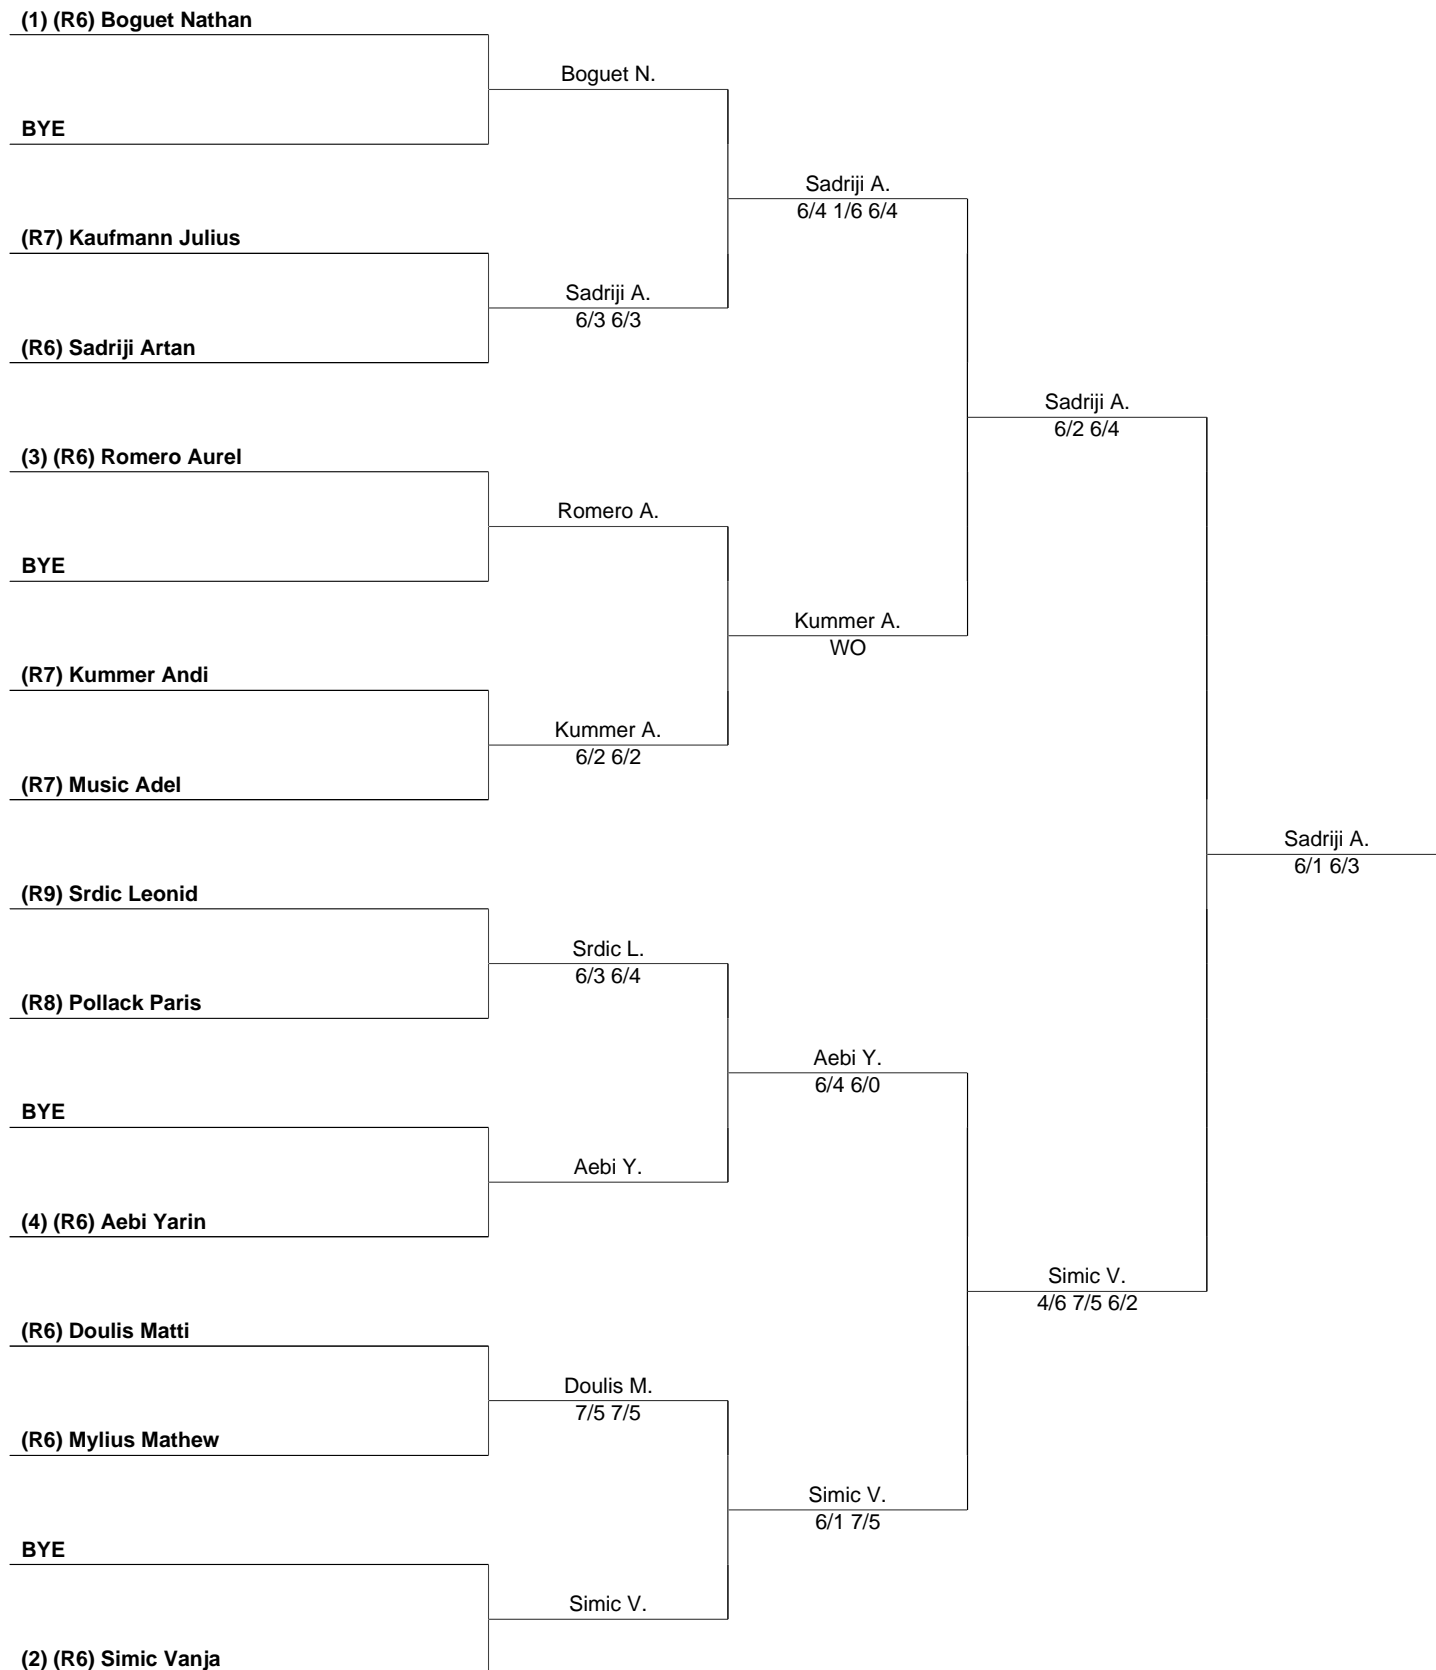 (1) (R6) Boguet Nathan
Boguet N.
BYE
Sadriji A.
6/4 1/6 6/4
(R7) Kaufmann Julius
Sadriji A.
6/3 6/3
(R6) Sadriji Artan
Sadriji A.
6/2 6/4
(3) (R6) Romero Aurel
Romero A.
BYE
Kummer A.
WO
(R7) Kummer Andi
Kummer A.
6/2 6/2
(R7) Music Adel
Sadriji A.
6/1 6/3
(R9) Srdic Leonid
Srdic L.
6/3 6/4
(R8) Pollack Paris
Aebi Y.
6/4 6/0
BYE
Aebi Y.
(4) (R6) Aebi Yarin
Simic V.
4/6 7/5 6/2
(R6) Doulis Matti
Doulis M.
7/5 7/5
(R6) Mylius Mathew
Simic V.
6/1 7/5
BYE
Simic V.
(2) (R6) Simic Vanja